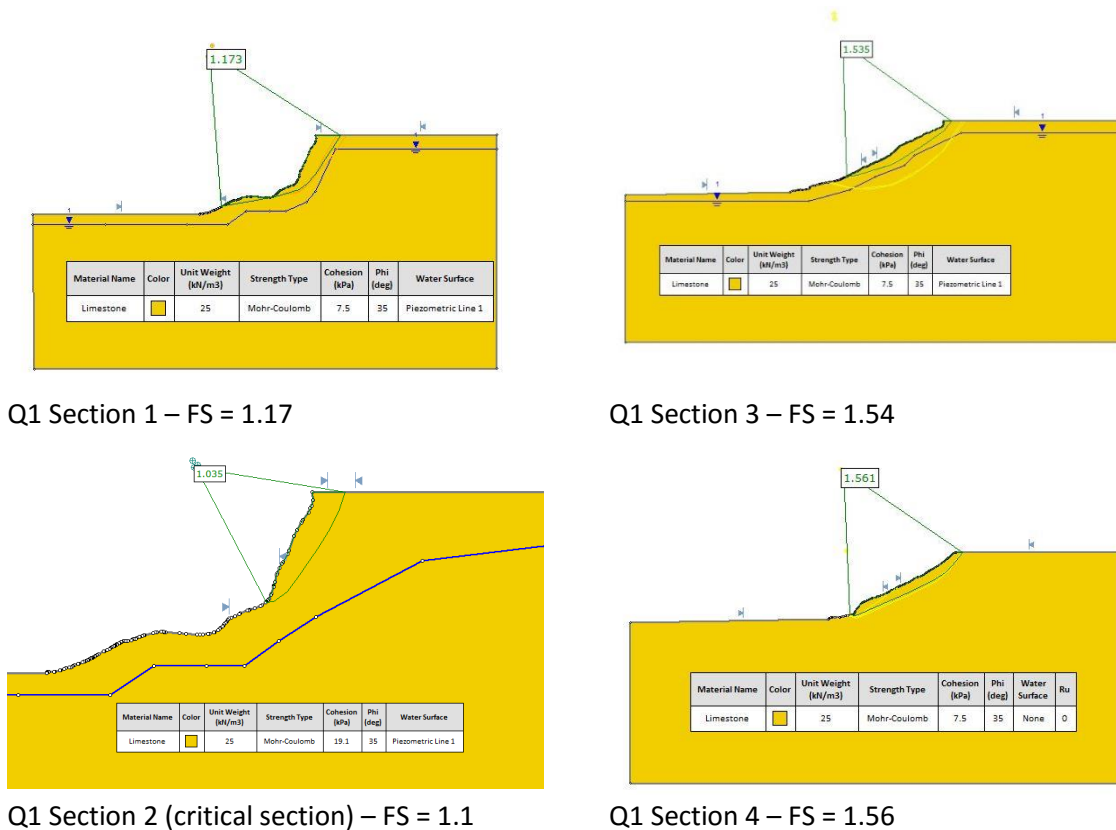 1.173
1
1
Material Name Color Unit Weight (kN/m3) Strength Type Cohesion (kPa) Phi (deg) Water Surface
Limestone 25 Mohr-Coulomb 7.5 35 Piezometric Line 1
Q1 Section 1 – FS = 1.17
1.535
1
1
Material Name Color Unit Weight (kN/m3) Strength Type Cohesion (kPa) Phi (deg) Water Surface
Limestone 25 Mohr-Coulomb 7.5 35 Piezometric Line 1
Q1 Section 3 – FS = 1.54
1.035
Material Name Color Unit Weight (kN/m3) Strength Type Cohesion (kPa) Phi (deg) Water Surface
Limestone 25 Mohr-Coulomb 19.1 35 Piezometric Line 1
Q1 Section 2 (critical section) – FS = 1.1
1.561
Material Name Color Unit Weight (kN/m3) Strength Type Cohesion (kPa) Phi (deg) Water Surface Ru
Limestone 25 Mohr-Coulomb 7.5 35 None 0
Q1 Section 4 – FS = 1.56